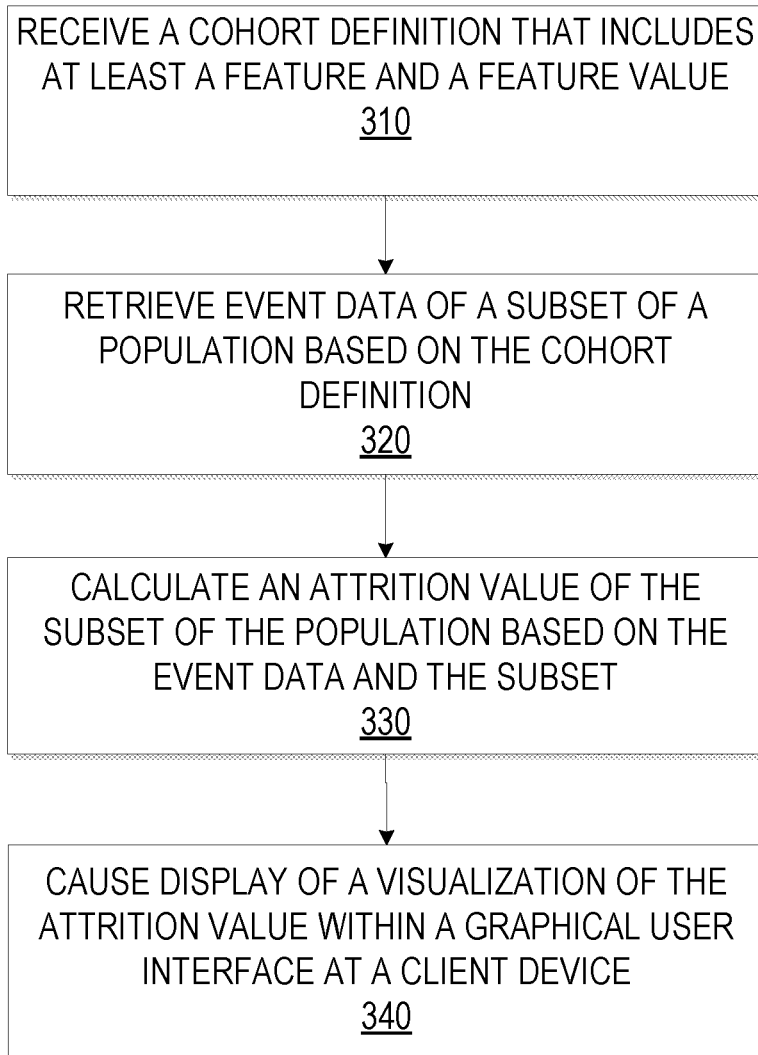 RECEIVE A COHORT DEFINITION THAT INCLUDES
AT LEAST A FEATURE AND A FEATURE VALUE
310
RETRIEVE EVENT DATA OF A SUBSET OF A
POPULATION BASED ON THE COHORT
DEFINITION
320
CALCULATE AN ATTRITION VALUE OF THE
SUBSET OF THE POPULATION BASED ON THE
EVENT DATA AND THE SUBSET
330
CAUSE DISPLAY OF A VISUALIZATION OF THE
ATTRITION VALUE WITHIN A GRAPHICAL USER
INTERFACE AT A CLIENT DEVICE
340